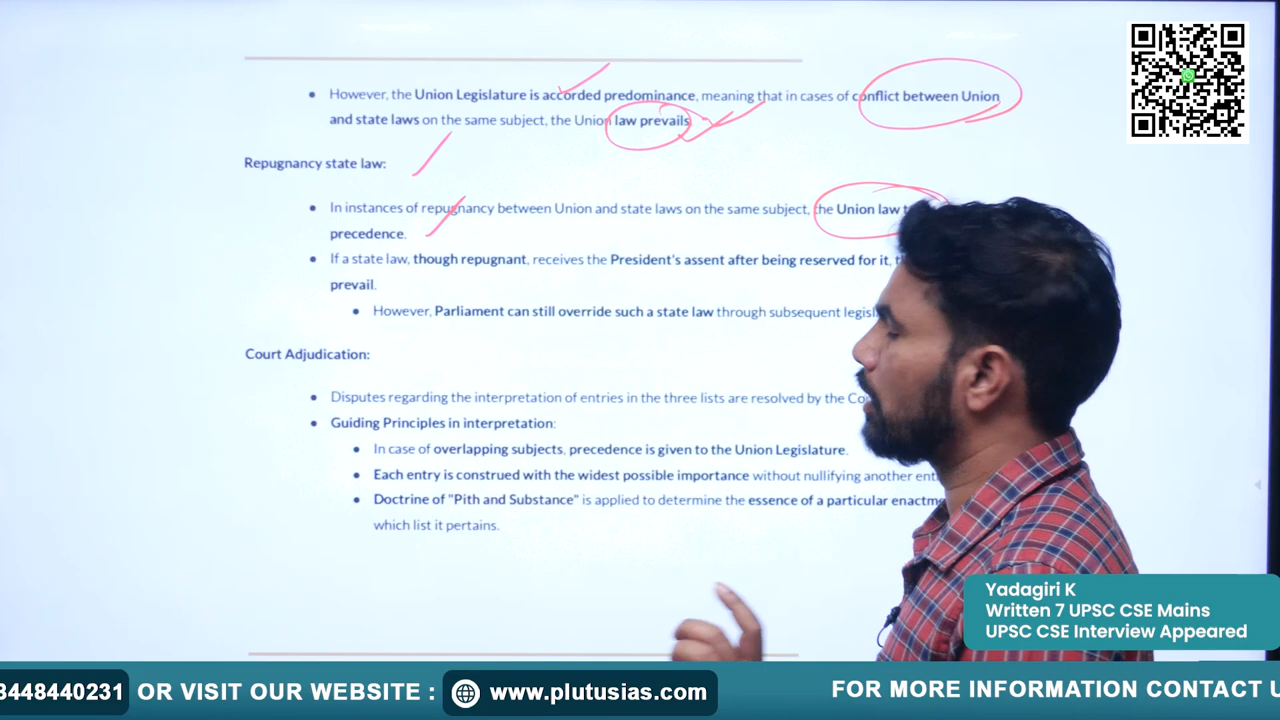 However, the Union Legislature is accorded predominance, meaning that in cases of conflict between Union
and state laws on the same subject, the Union law prevails
Repugnancy state law:
In instances of repugnancy between Union and state laws on the same subject, the Union law
precedence.
If a state law, though repugnant, receives the President's assent after being reserved for it,
prevail.
However, Parliament can still override such a state law through subsequent
Court Adjudication:
Disputes regarding the interpretation of entries in the three lists are resolved by the
Guiding Principles in interpretation:
In case of overlapping subjects, precedence is given to the Union Legislature.
Each entry is construed with the widest possible importance without nullifying another
Doctrine of "Pith and Substance" is applied to determine the essence of a particular
which list it pertains.
Yadagiri K
Written 7 UPSC CSE Mains
UPSC CSE Interview Appeared
8448440231 OR VISIT OUR WEBSITE : www.plutusias.com FOR MORE INFORMATION CONTACT